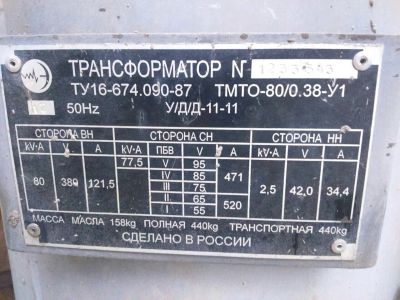 ТРАНСФОРМАТОР №
ТУ16-674.090-87 ТМТО-80/0.38-У1
50Hz У/Д/Д-11-11
СТОРОНА ВН СТОРОНА СН СТОРОНА НН
kV·A V A kV·A ПБВ V A kV·A V A
77,5 V 95
IV 85 471
80 380 121,5 III 75 2,5 42,0 34,4
II 65 520
I 55
МАССА МАСЛА 158kg ПОЛНАЯ 440kg ТРАНСПОРТНАЯ 440kg
СДЕЛАНО В РОССИИ